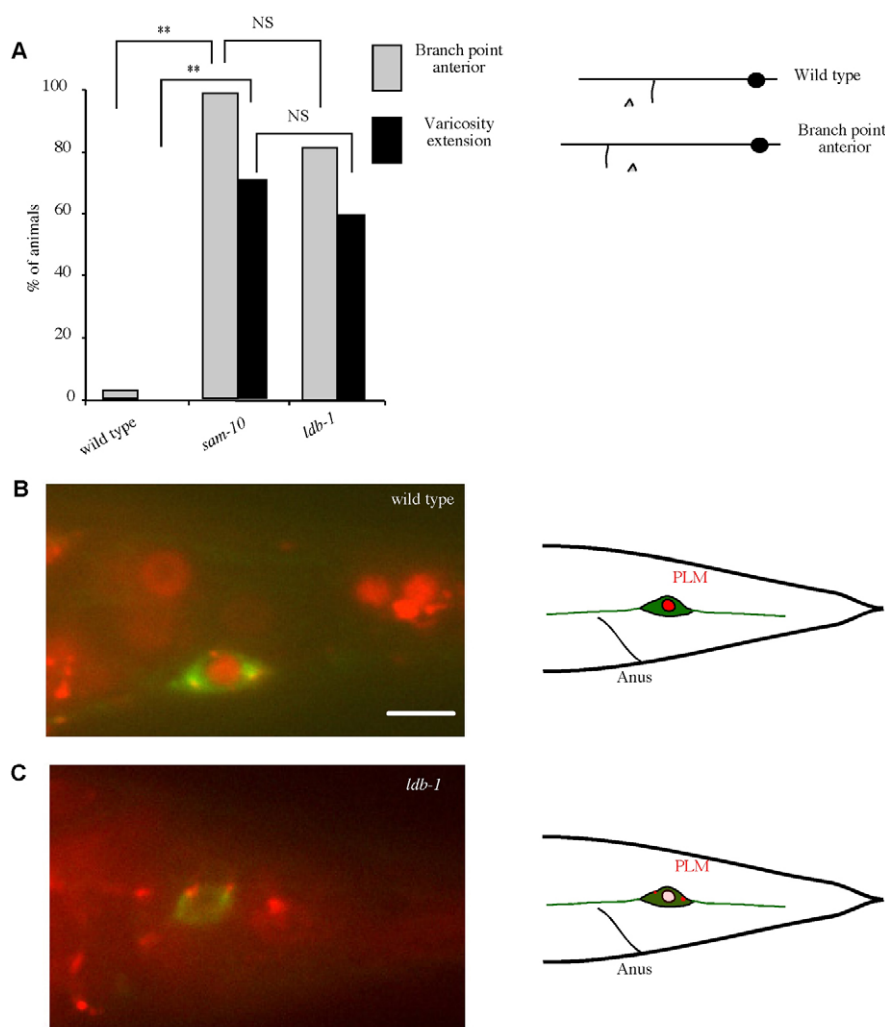 A
**
NS
**
NS
Branch point
anterior
Varicosity
extension
% of animals
100
80
60
40
20
0
wild type
sam-10
ldb-1
Wild type
Branch point
anterior
B
wild type
PLM
Anus
C
ldb-1
PLM
Anus